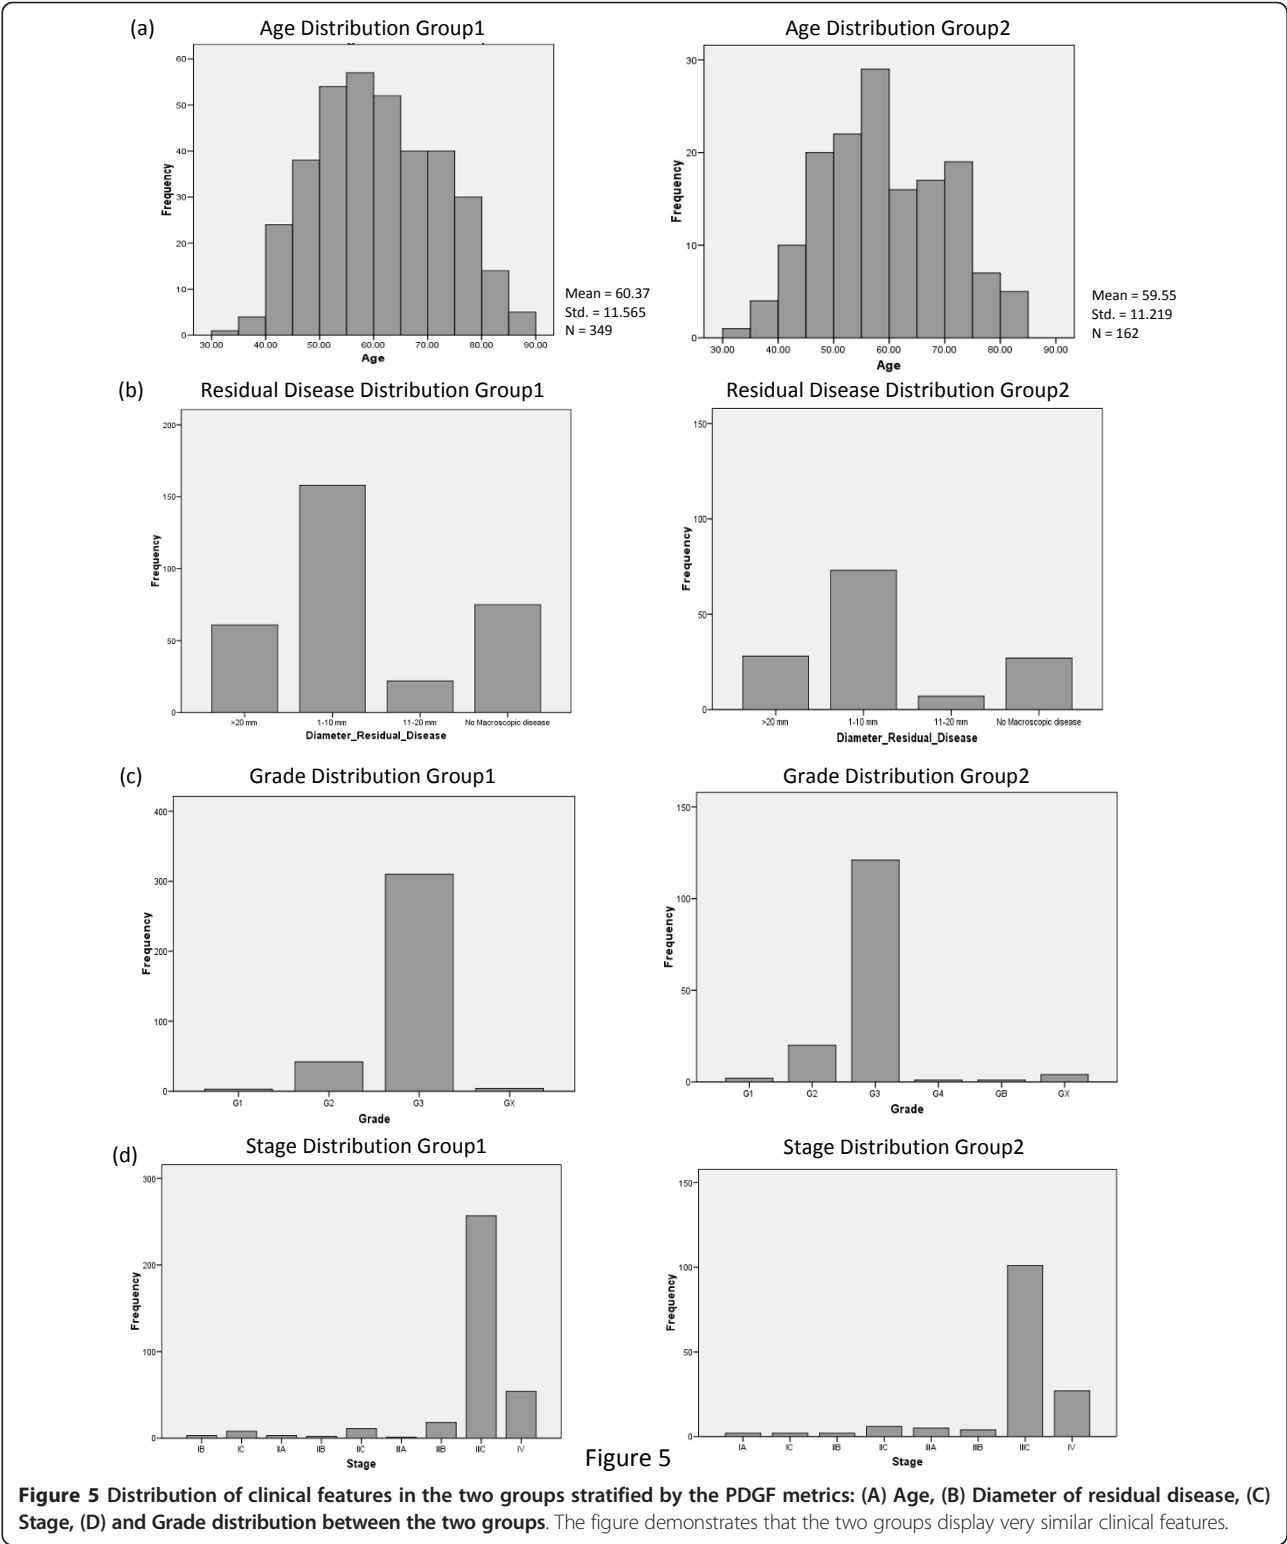 (a)
Age Distribution Group1
Age Distribution Group2
60
50
40
30
20
10
0
Frequency
30.00 40.00 50.00 60.00 70.00 80.00 90.00
Age
Mean = 60.37
Std. = 11.565
N = 349
30
20
10
0
Frequency
30.00 40.00 50.00 60.00 70.00 80.00 90.00
Age
Mean = 59.55
Std. = 11.219
N = 162
(b)
Residual Disease Distribution Group1
Residual Disease Distribution Group2
200
150
100
50
0
Frequency
>20 mm 1-10 mm 11-20 mm No Macroscopic disease
Diameter_Residual_Disease
150
100
50
0
Frequency
>20 mm 1-10 mm 11-20 mm No Macroscopic disease
Diameter_Residual_Disease
(c)
Grade Distribution Group1
Grade Distribution Group2
400
300
200
100
0
Frequency
G1 G2 G3 GX
Grade
150
100
50
0
Frequency
G1 G2 G3 G4 GB GX
Grade
(d)
Stage Distribution Group1
Stage Distribution Group2
300
200
100
0
Frequency
IB IC IIA IIB IIC IIIA IIIB IIIC IV
Stage
150
100
50
0
Frequency
IA IC IIB IIC IIIA IIIB IIIC IV
Stage
Figure 5
Figure 5 Distribution of clinical features in the two groups stratified by the PDGF metrics: (A) Age, (B) Diameter of residual disease, (C)
Stage, (D) and Grade distribution between the two groups. The figure demonstrates that the two groups display very similar clinical features.